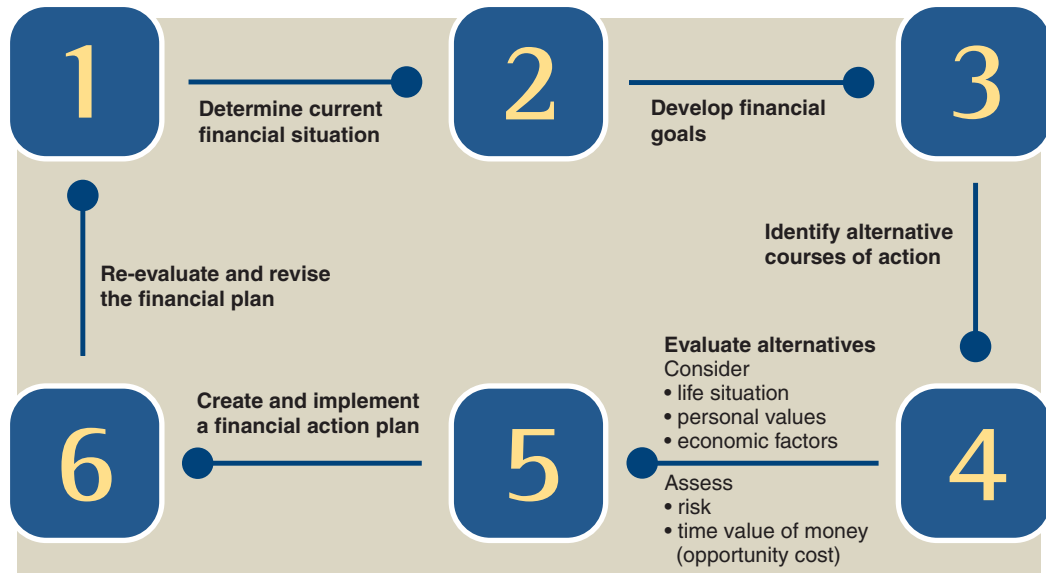 1
Determine current
financial situation
2
Develop financial
goals
3
Identify alternative
courses of action
4
Evaluate alternatives
Consider
• life situation
• personal values
• economic factors
Assess
• risk
• time value of money
(opportunity cost)
5
Create and implement
a financial action plan
6
Re-evaluate and revise
the financial plan